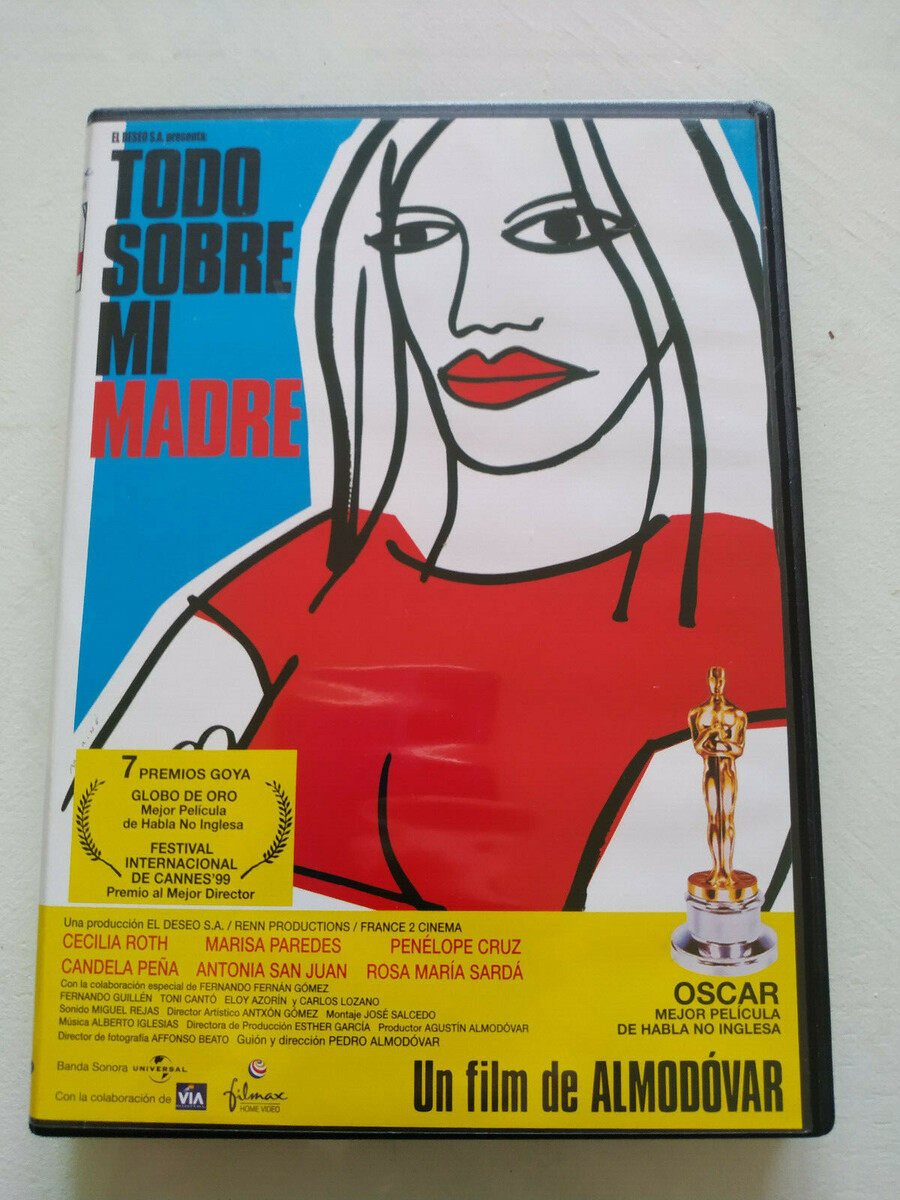 EL DESEO S.A. presenta:
TODO
SOBRE
MI
MADRE
7 PREMIOS GOYA
GLOBO DE ORO
Mejor Película
de Habla No Inglesa
FESTIVAL
INTERNACIONAL
DE CANNES'99
Premio al Mejor Director
Una producción EL DESEO S.A. / RENN PRODUCTIONS / FRANCE 2 CINEMA
CECILIA ROTH MARISA PAREDES PENÉLOPE CRUZ
CANDELA PEÑA ANTONIA SAN JUAN ROSA MARÍA SARDÁ
Con la colaboración especial de FERNANDO FERNÁN GÓMEZ
FERNANDO GUILLÉN TONI CANTÓ ELOY AZORÍN y CARLOS LOZANO
Sonido MIGUEL REJAS Director Artístico ANTXÓN GÓMEZ Montaje JOSÉ SALCEDO
Música ALBERTO IGLESIAS Directora de Producción ESTHER GARCÍA Productor AGUSTÍN ALMODÓVAR
Director de fotografía AFFONSO BEATO Guión y dirección PEDRO ALMODÓVAR
OSCAR
MEJOR PELÍCULA
DE HABLA NO INGLESA
Banda Sonora UNIVERSAL
Con la colaboración de VIA
filmax
HOME VIDEO
Un film de ALMODÓVAR